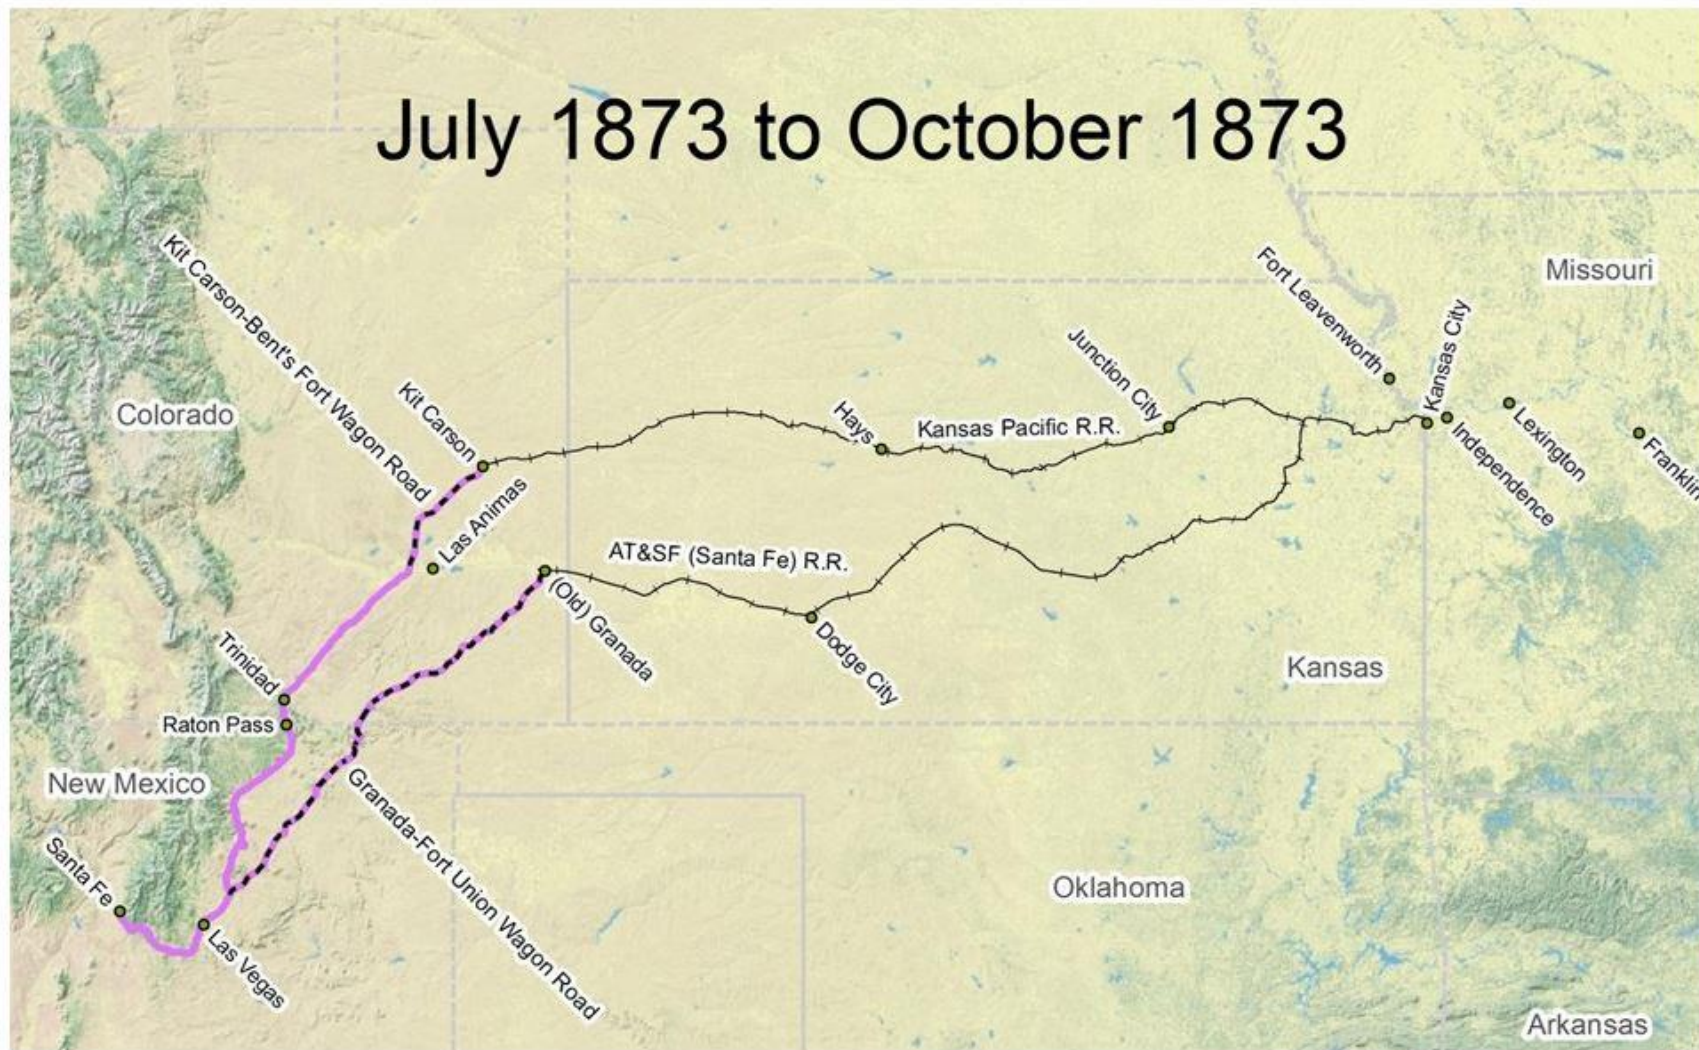 July 1873 to October 1873
Kit Carson-Bent's Fort Wagon Road
Missouri
Fort Leavenworth
Kansas City
Junction City
Colorado
Kit Carson
Hays
Kansas Pacific R.R.
Lexington
Independence
Franklin
Las Animas
AT&SF (Santa Fe) R.R.
(Old) Granada
Dodge City
Kansas
Trinidad
Raton Pass
New Mexico
Granada-Fort Union Wagon Road
Santa Fe
Las Vegas
Oklahoma
Arkansas